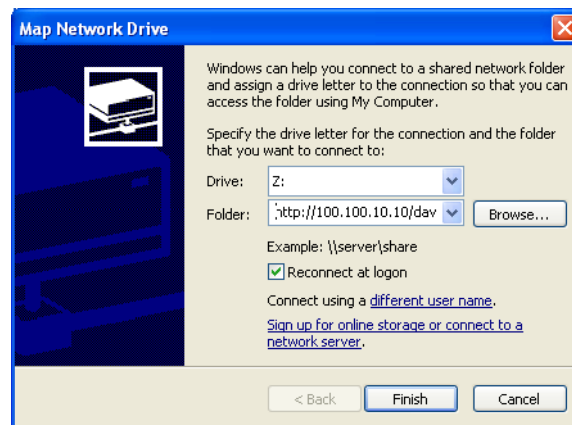 Map Network Drive
Windows can help you connect to a shared network folder
and assign a drive letter to the connection so that you can
access the folder using My Computer.
Specify the drive letter for the connection and the folder
that you want to connect to:
Drive: Z:
Folder: http://100.100.10.10/dav Browse...
Example: \\server\share
Reconnect at logon
Connect using a different user name.
Sign up for online storage or connect to a
network server.
< Back Finish Cancel